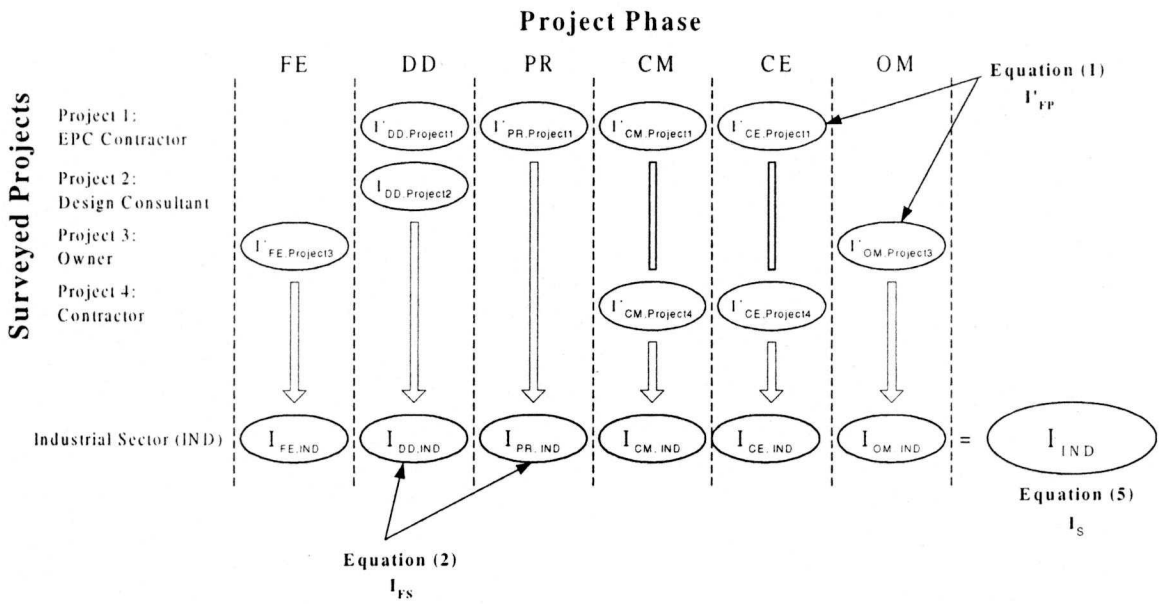 Project Phase
FE DD PR CM CE OM
Equation (1)
I'FP
Surveyed Projects
Project 1:
EPC Contractor
I'DD.Project1 I'PR.Project1 I'CM.Project1 I'CE.Project1
Project 2:
Design Consultant
IDD.Project2
Project 3:
Owner
I'FE.Project3 I'OM.Project3
Project 4:
Contractor
I'CM.Project4 I'CE.Project4
Industrial Sector (IND) IFE.IND IDD.IND IPR.IND ICM.IND ICE.IND IOM.IND = IIND
Equation (5)
IS
Equation (2)
IFS